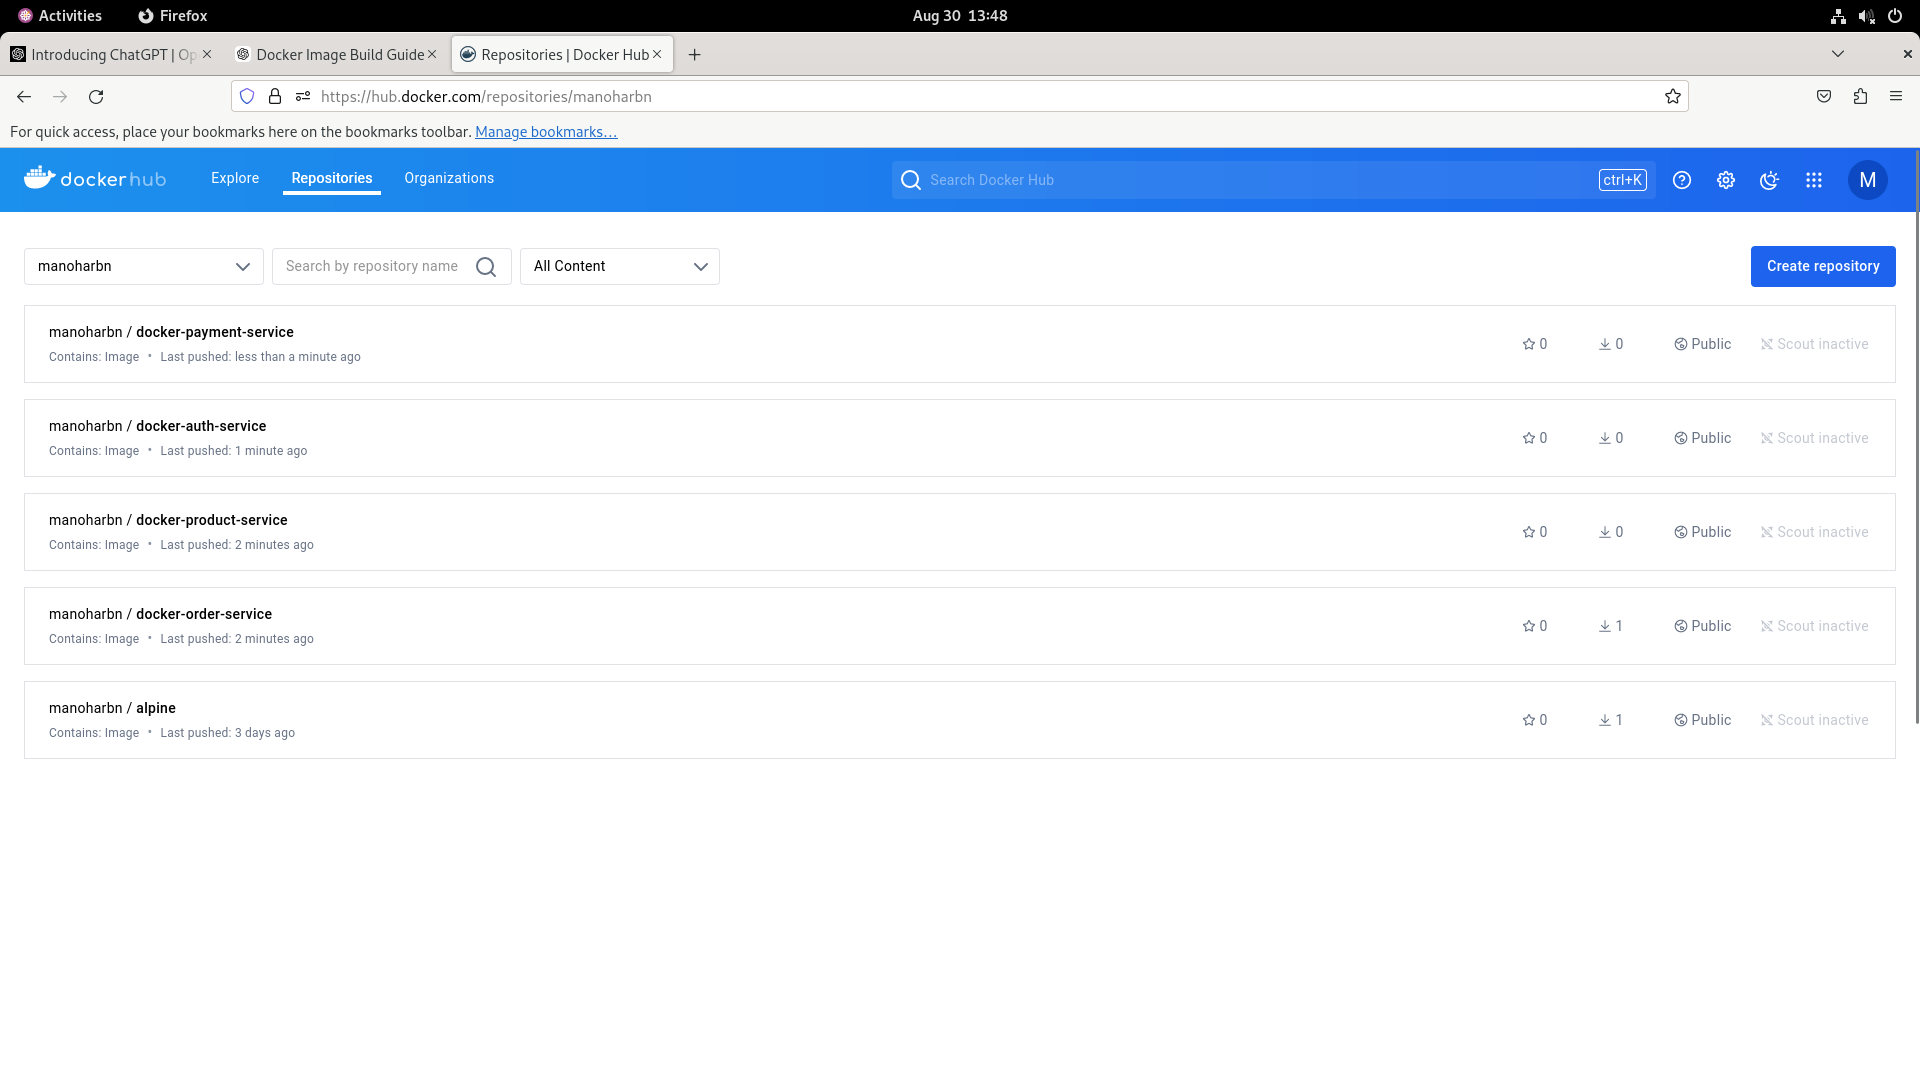 Activities Firefox Aug 30 13:48
Introducing ChatGPT | Op Docker Image Build Guide Repositories | Docker Hub
https://hub.docker.com/repositories/manoharbn
For quick access, place your bookmarks here on the bookmarks toolbar. Manage bookmarks...
dockerhub Explore Repositories Organizations Search Docker Hub ctrl+K M
manoharbn Search by repository name All Content Create repository
manoharbn / docker-payment-service
Contains: Image • Last pushed: less than a minute ago
0 0 Public Scout inactive
manoharbn / docker-auth-service
Contains: Image • Last pushed: 1 minute ago
0 0 Public Scout inactive
manoharbn / docker-product-service
Contains: Image • Last pushed: 2 minutes ago
0 0 Public Scout inactive
manoharbn / docker-order-service
Contains: Image • Last pushed: 2 minutes ago
0 1 Public Scout inactive
manoharbn / alpine
Contains: Image • Last pushed: 3 days ago
0 1 Public Scout inactive